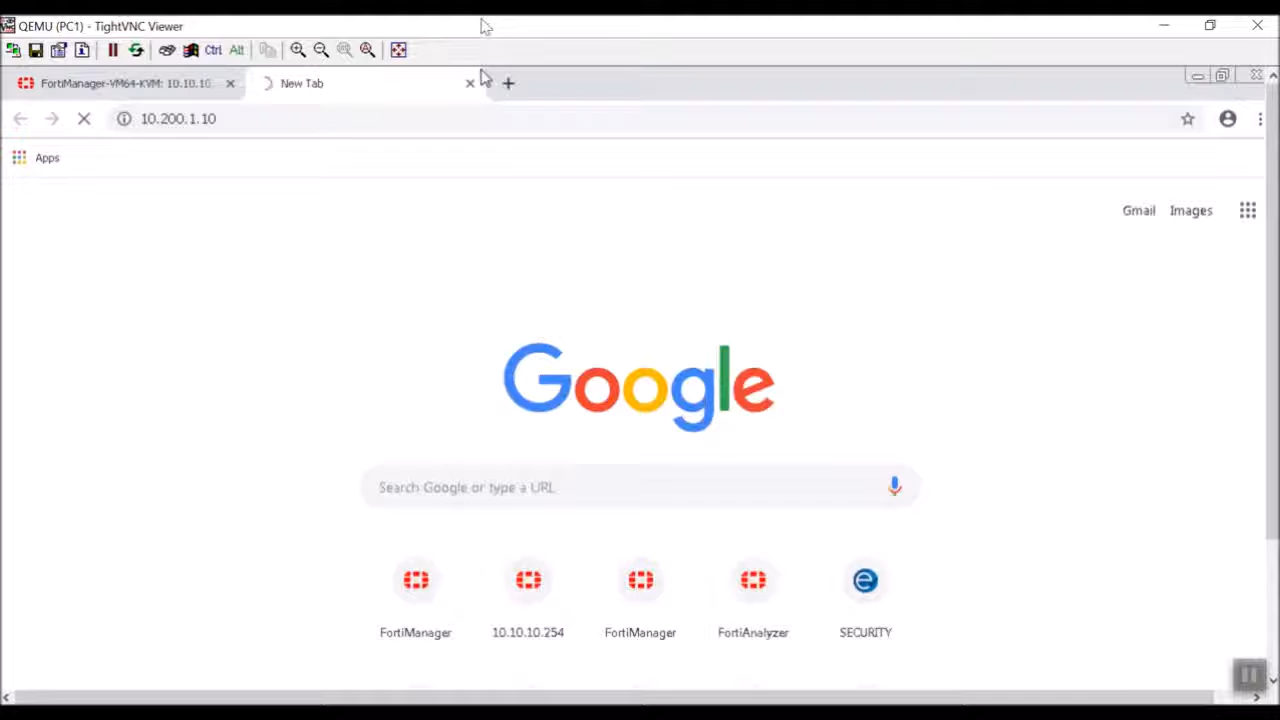 QEMU (PC1) - TightVNC Viewer
Ctrl Alt
FortiManager-VM64-KVM: 10.10.10
New Tab
10.200.1.10
Apps
Gmail Images
Google
Search Google or type a URL
FortiManager 10.10.10.254 FortiManager FortiAnalyzer SECURITY